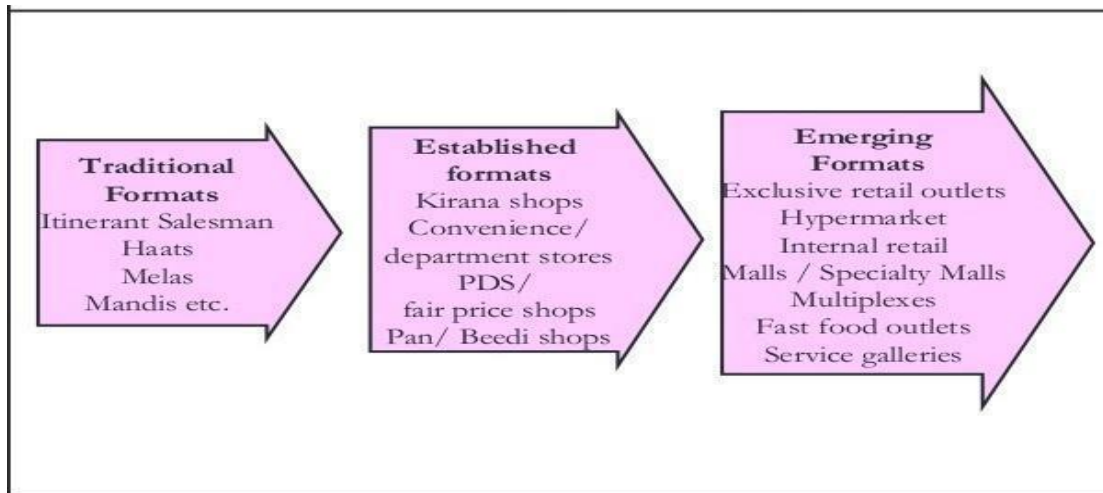 Traditional
Formats
Itinerant Salesman
Haats
Melas
Mandis etc.
Established
formats
Kirana shops
Convenience/
department stores
PDS/
fair price shops
Pan/ Beedi shops
Emerging
Formats
Exclusive retail outlets
Hypermarket
Internal retail
Malls / Specialty Malls
Multiplexes
Fast food outlets
Service galleries